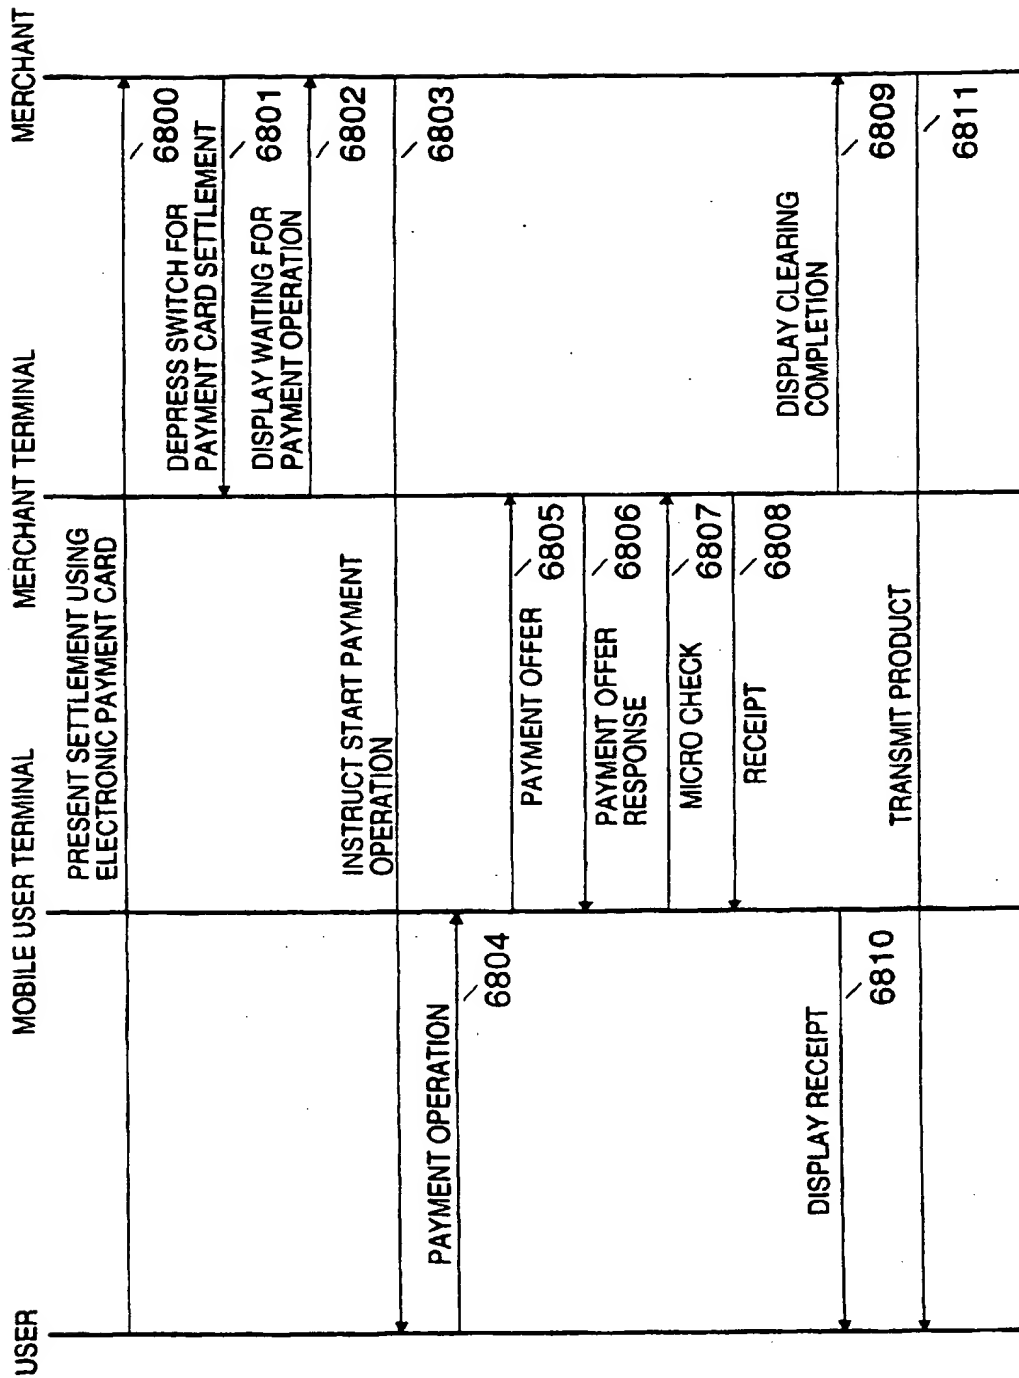 USER
MOBILE USER TERMINAL
MERCHANT TERMINAL
MERCHANT
PRESENT SETTLEMENT USING
ELECTRONIC PAYMENT CARD
6800
DEPRESS SWITCH FOR
PAYMENT CARD SETTLEMENT
6801
DISPLAY WAITING FOR
PAYMENT OPERATION
6802
INSTRUCT START PAYMENT
OPERATION
6803
PAYMENT OPERATION
6804
PAYMENT OFFER
6805
PAYMENT OFFER
RESPONSE
6806
MICRO CHECK
6807
RECEIPT
6808
DISPLAY CLEARING
COMPLETION
6809
DISPLAY RECEIPT
6810
TRANSMIT PRODUCT
6811